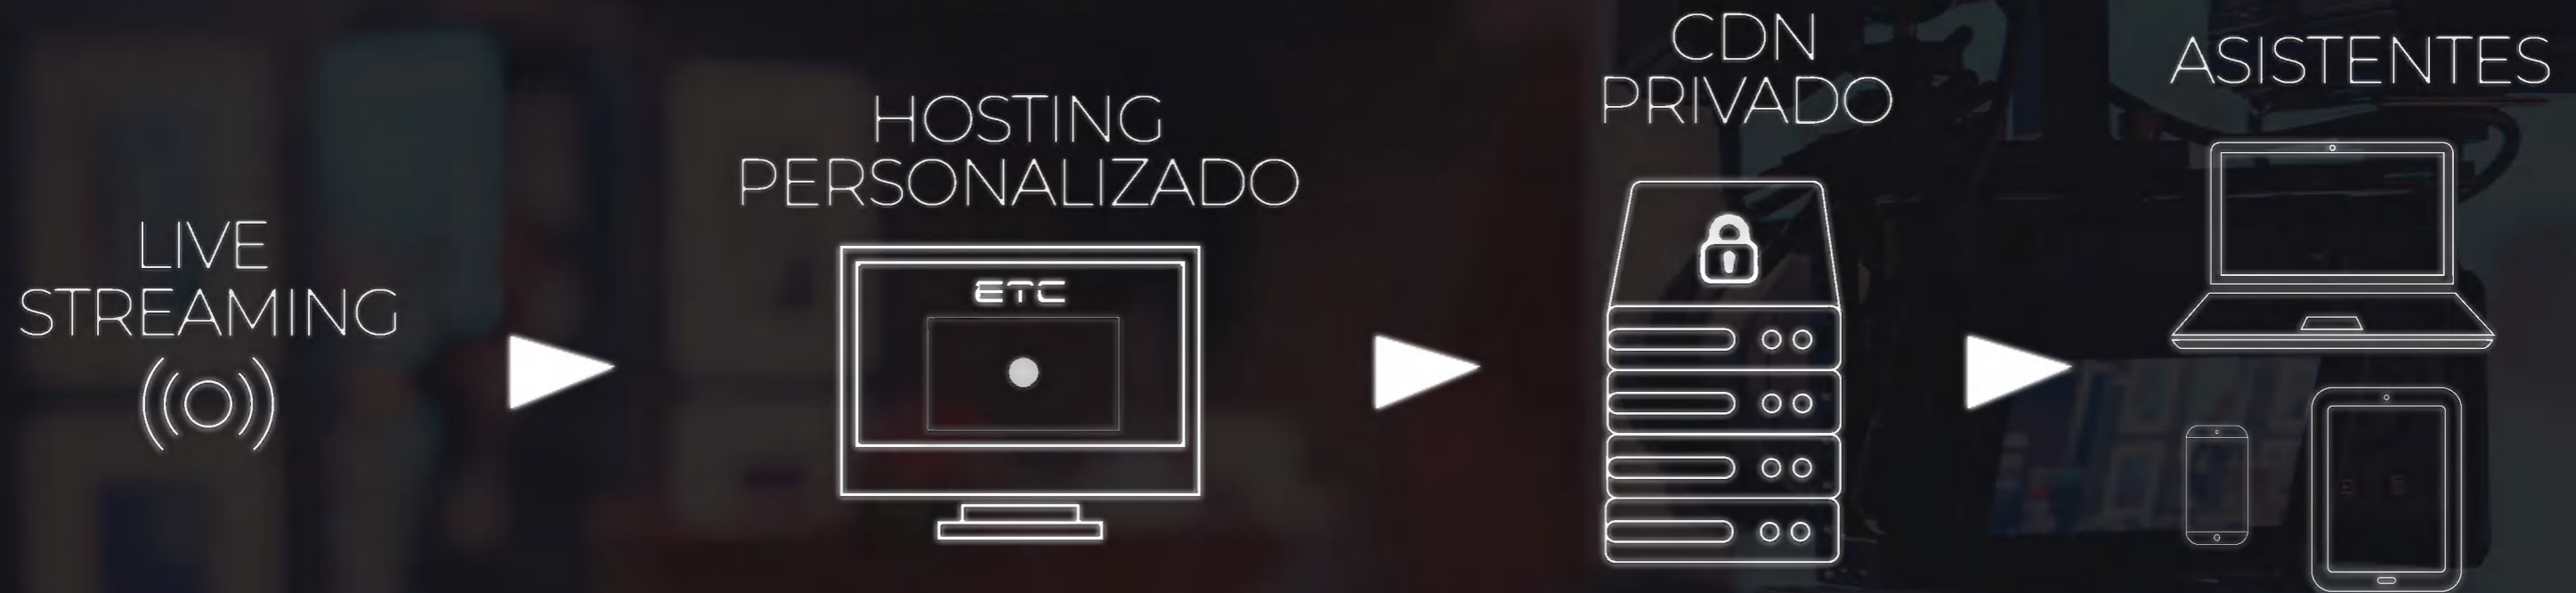 LIVE
STREAMING
HOSTING
PERSONALIZADO
ETC
CDN
PRIVADO
ASISTENTES